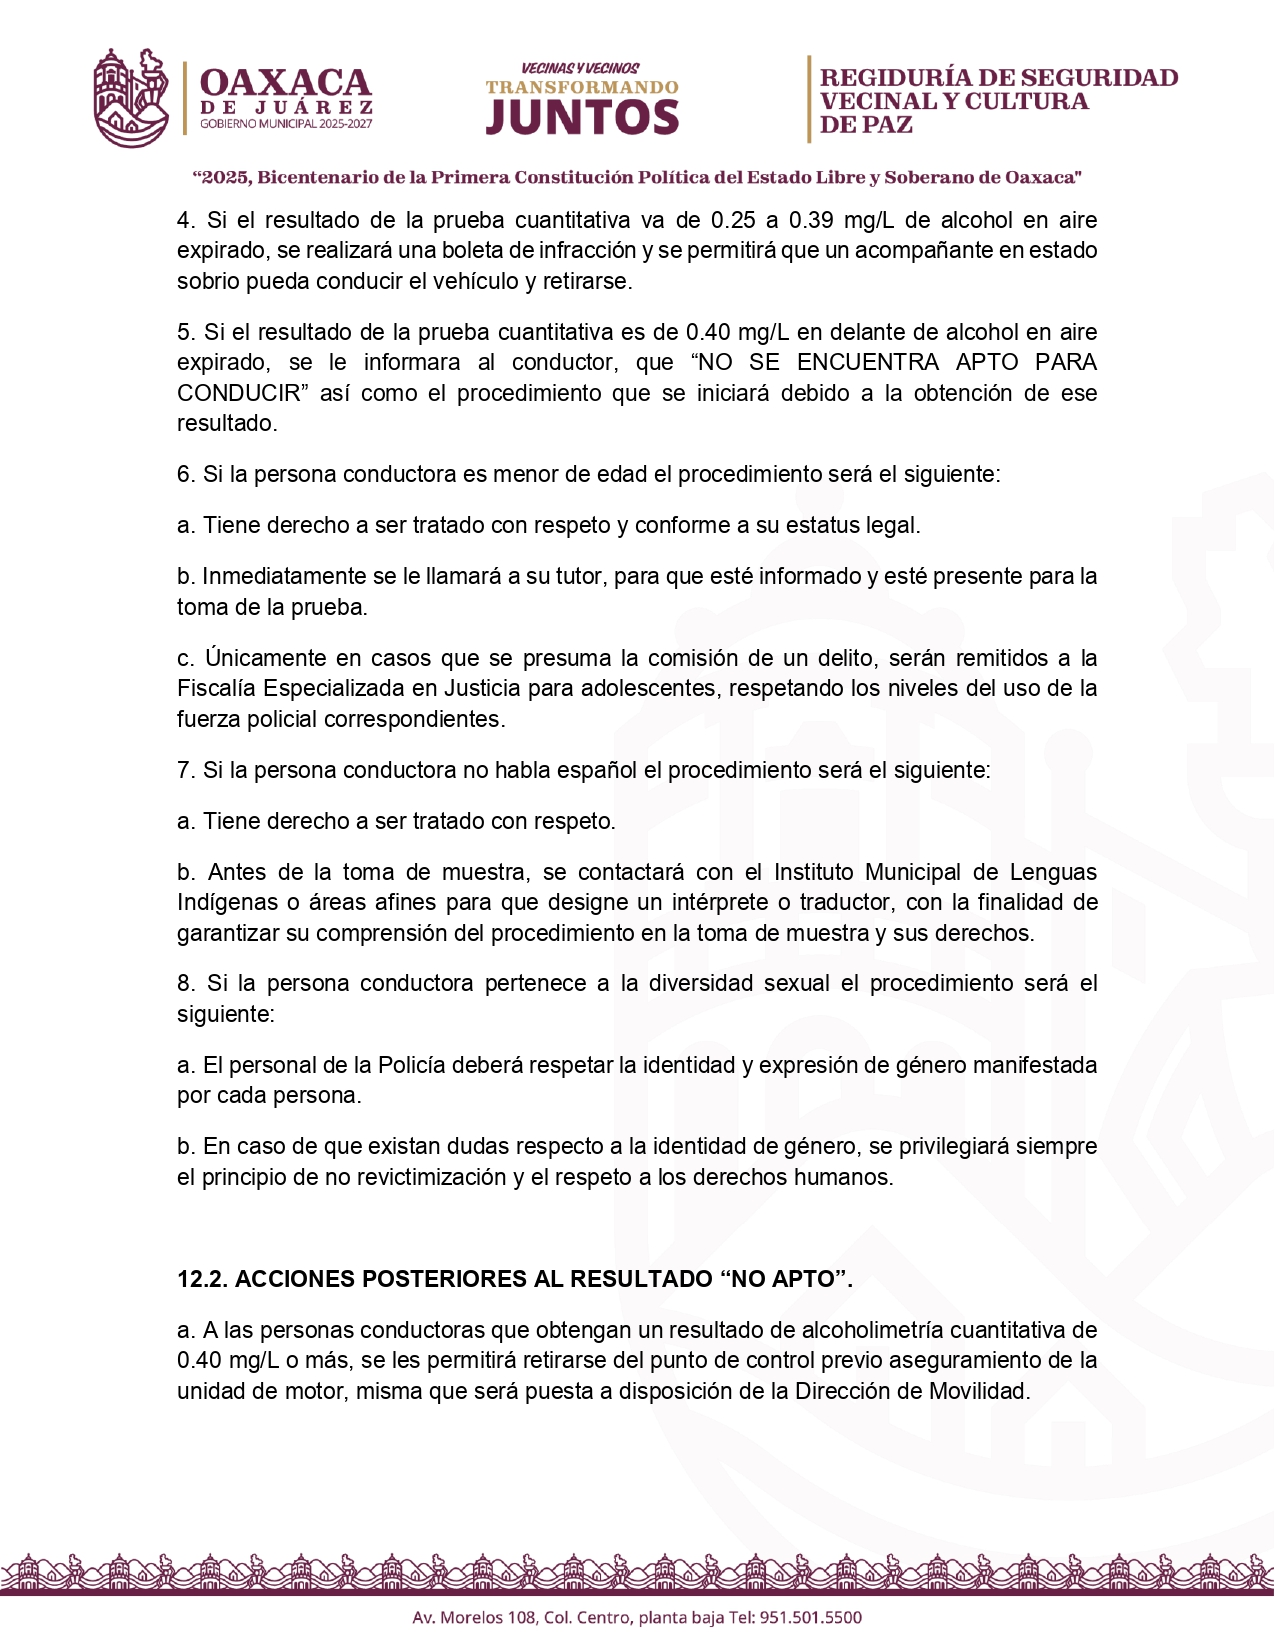 OAXACA
DE JUÁREZ
GOBIERNO MUNICIPAL 2025-2027
VECINAS Y VECINOS
TRANSFORMANDO
JUNTOS
REGIDURÍA DE SEGURIDAD
VECINAL Y CULTURA
DE PAZ
“2025, Bicentenario de la Primera Constitución Política del Estado Libre y Soberano de Oaxaca"
4. Si el resultado de la prueba cuantitativa va de 0.25 a 0.39 mg/L de alcohol en aire
expirado, se realizará una boleta de infracción y se permitirá que un acompañante en estado
sobrio pueda conducir el vehículo y retirarse.
5. Si el resultado de la prueba cuantitativa es de 0.40 mg/L en delante de alcohol en aire
expirado, se le informara al conductor, que “NO SE ENCUENTRA APTO PARA
CONDUCIR” así como el procedimiento que se iniciará debido a la obtención de ese
resultado.
6. Si la persona conductora es menor de edad el procedimiento será el siguiente:
a. Tiene derecho a ser tratado con respeto y conforme a su estatus legal.
b. Inmediatamente se le llamará a su tutor, para que esté informado y esté presente para la
toma de la prueba.
c. Únicamente en casos que se presuma la comisión de un delito, serán remitidos a la
Fiscalía Especializada en Justicia para adolescentes, respetando los niveles del uso de la
fuerza policial correspondientes.
7. Si la persona conductora no habla español el procedimiento será el siguiente:
a. Tiene derecho a ser tratado con respeto.
b. Antes de la toma de muestra, se contactará con el Instituto Municipal de Lenguas
Indígenas o áreas afines para que designe un intérprete o traductor, con la finalidad de
garantizar su comprensión del procedimiento en la toma de muestra y sus derechos.
8. Si la persona conductora pertenece a la diversidad sexual el procedimiento será el
siguiente:
a. El personal de la Policía deberá respetar la identidad y expresión de género manifestada
por cada persona.
b. En caso de que existan dudas respecto a la identidad de género, se privilegiará siempre
el principio de no revictimización y el respeto a los derechos humanos.
12.2. ACCIONES POSTERIORES AL RESULTADO “NO APTO”.
a. A las personas conductoras que obtengan un resultado de alcoholimetría cuantitativa de
0.40 mg/L o más, se les permitirá retirarse del punto de control previo aseguramiento de la
unidad de motor, misma que será puesta a disposición de la Dirección de Movilidad.
Av. Morelos 108, Col. Centro, planta baja Tel: 951.501.5500